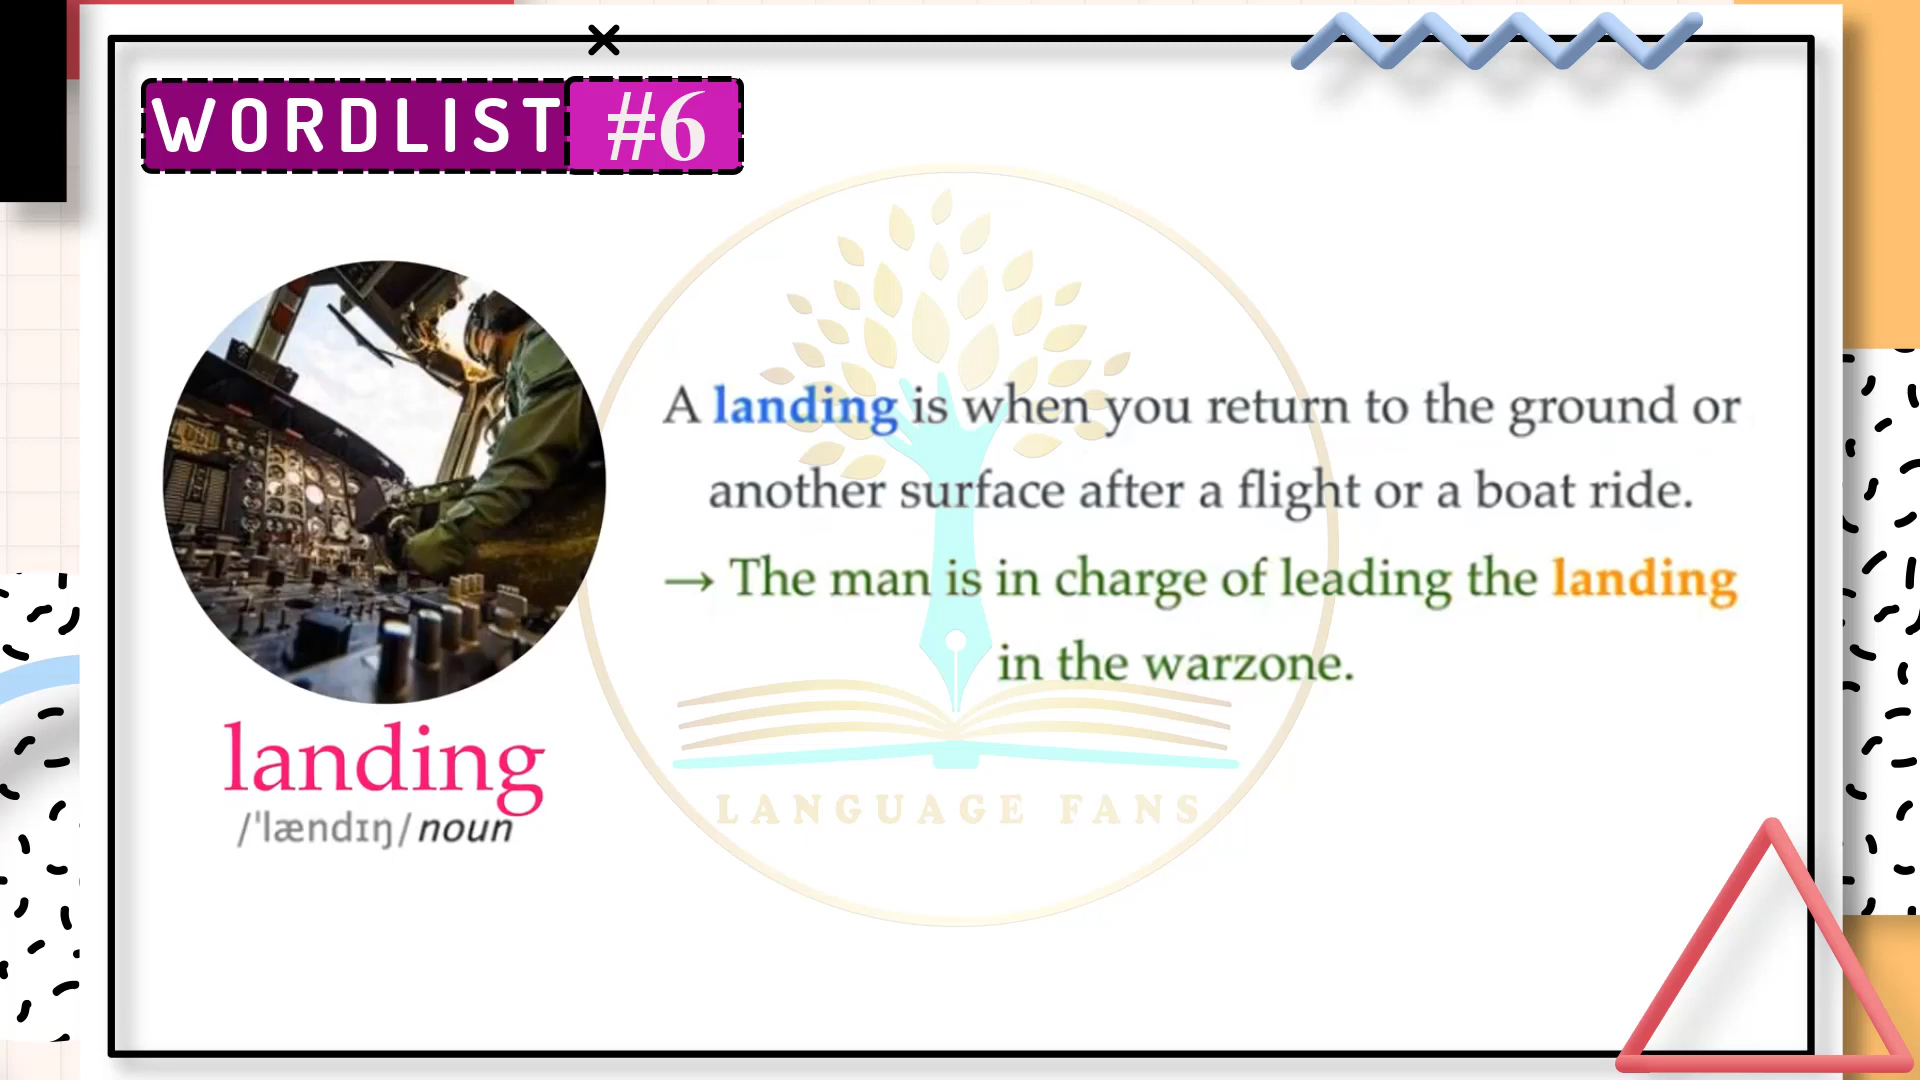 WORDLIST #6
A landing is when you return to the ground or
another surface after a flight or a boat ride.
→ The man is in charge of leading the landing
in the warzone.
landing
/ˈlændɪŋ/ noun
LANGUAGE FANS